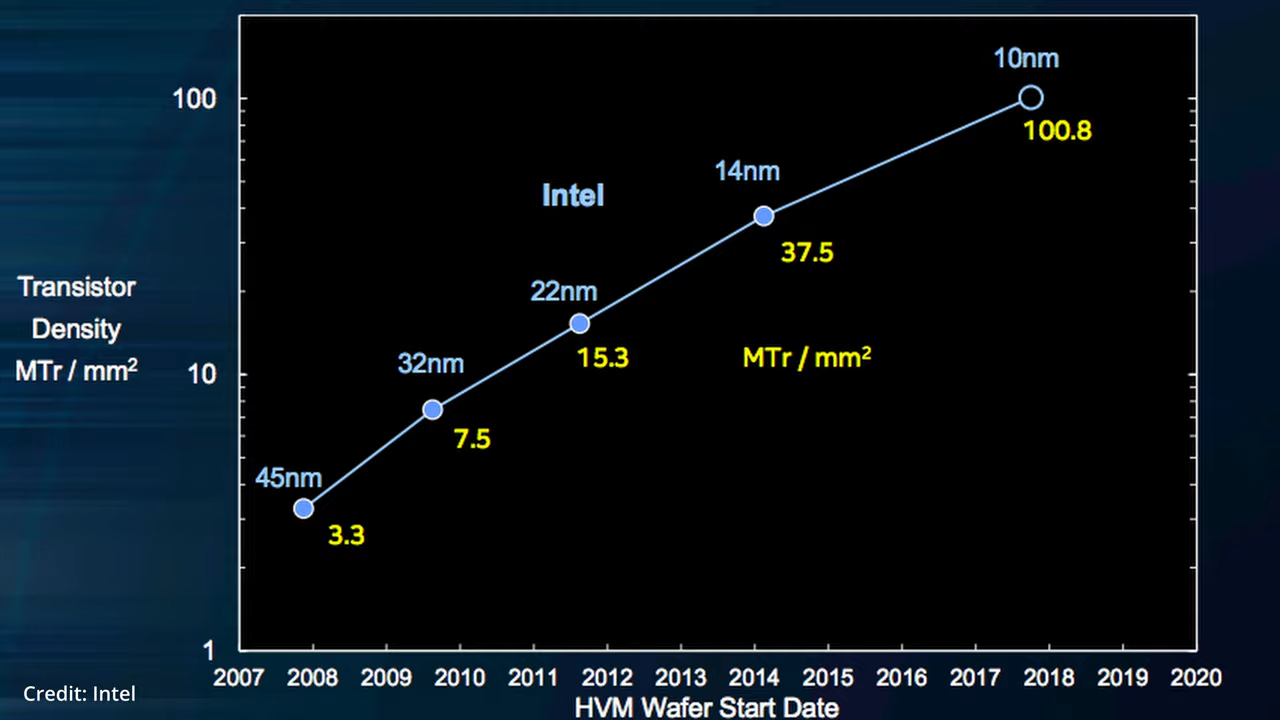 10nm
100
100.8
14nm
Intel
37.5
22nm
Transistor
Density
MTr / mm²
15.3
MTr / mm²
32nm
10
7.5
45nm
3.3
1
2007 2008 2009 2010 2011 2012 2013 2014 2015 2016 2017 2018 2019 2020
HVM Wafer Start Date
Credit: Intel